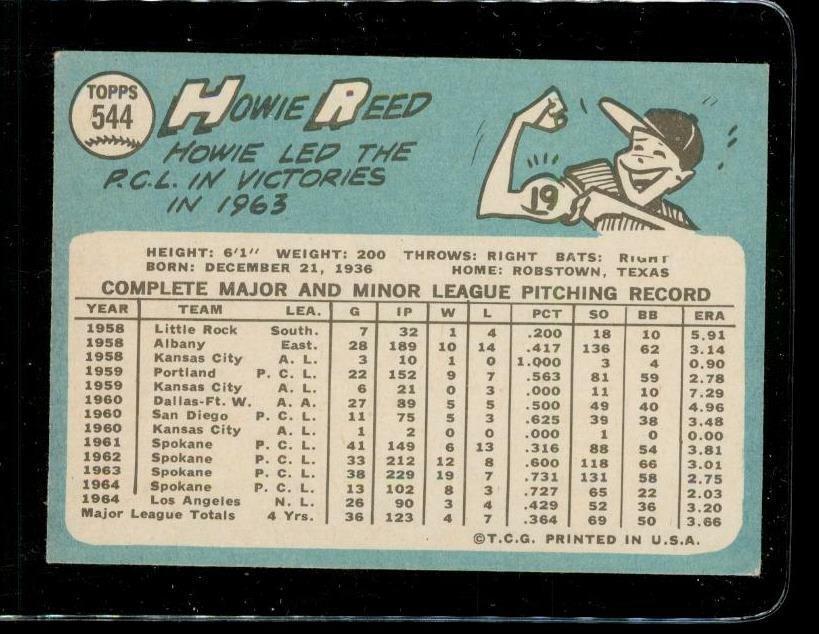 TOPPS
544
HOWIE REED
HOWIE LED THE
P.C.L. IN VICTORIES
IN 1963
19
HEIGHT: 6'1" WEIGHT: 200 THROWS: RIGHT BATS: RIGHT
BORN: DECEMBER 21, 1936 HOME: ROBSTOWN, TEXAS
COMPLETE MAJOR AND MINOR LEAGUE PITCHING RECORD
YEAR TEAM LEA. G IP W L PCT SO BB ERA
1958 Little Rock South. 7 32 1 4 .200 18 10 5.91
1958 Albany East. 28 189 10 14 .417 136 62 3.14
1958 Kansas City A. L. 3 10 1 0 1.000 3 4 0.90
1959 Portland P. C. L. 22 152 9 7 .563 81 59 2.78
1959 Kansas City A. L. 6 21 0 3 .000 11 10 7.29
1960 Dallas-Ft. W. A. A. 27 89 5 5 .500 49 40 4.96
1960 San Diego P. C. L. 11 75 5 3 .625 39 38 3.48
1960 Kansas City A. L. 1 2 0 0 .000 1 0 0.00
1961 Spokane P. C. L. 41 149 6 13 .316 88 54 3.81
1962 Spokane P. C. L. 33 212 12 8 .600 118 66 3.01
1963 Spokane P. C. L. 38 229 19 7 .731 131 58 2.75
1964 Spokane P. C. L. 13 102 8 3 .727 65 22 2.03
1964 Los Angeles N. L. 26 90 3 4 .429 52 36 3.20
Major League Totals 4 Yrs. 36 123 4 7 .364 69 50 3.66
©T.C.G. PRINTED IN U.S.A.